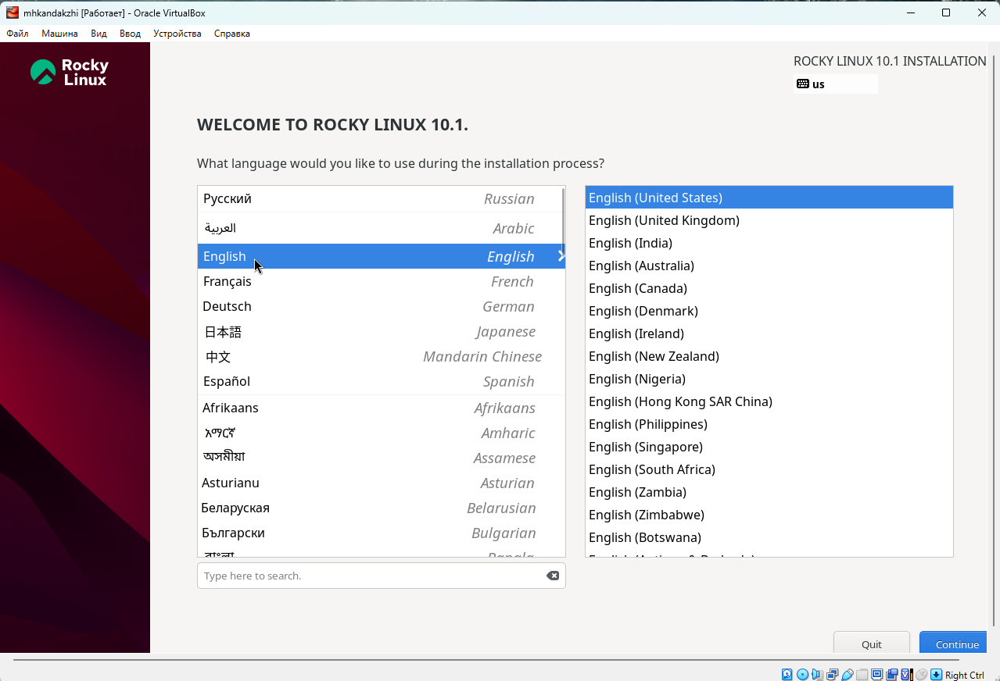 mhkandakzhi [Работает] - Oracle VirtualBox
Файл Машина Вид Ввод Устройства Справка
Rocky
Linux
ROCKY LINUX 10.1 INSTALLATION
us
WELCOME TO ROCKY LINUX 10.1.
What language would you like to use during the installation process?
Русский Russian
العربية Arabic
English English
Français French
Deutsch German
日本語 Japanese
中文 Mandarin Chinese
Español Spanish
Afrikaans Afrikaans
አማርኛ Amharic
অসমীয়া Assamese
Asturianu Asturian
Беларуская Belarusian
Български Bulgarian
বাংলা Bangla
Type here to search.
English (United States)
English (United Kingdom)
English (India)
English (Australia)
English (Canada)
English (Denmark)
English (Ireland)
English (New Zealand)
English (Nigeria)
English (Hong Kong SAR China)
English (Philippines)
English (Singapore)
English (South Africa)
English (Zambia)
English (Zimbabwe)
English (Botswana)
English (Antigua & Barbuda)
Quit Continue
Right Ctrl